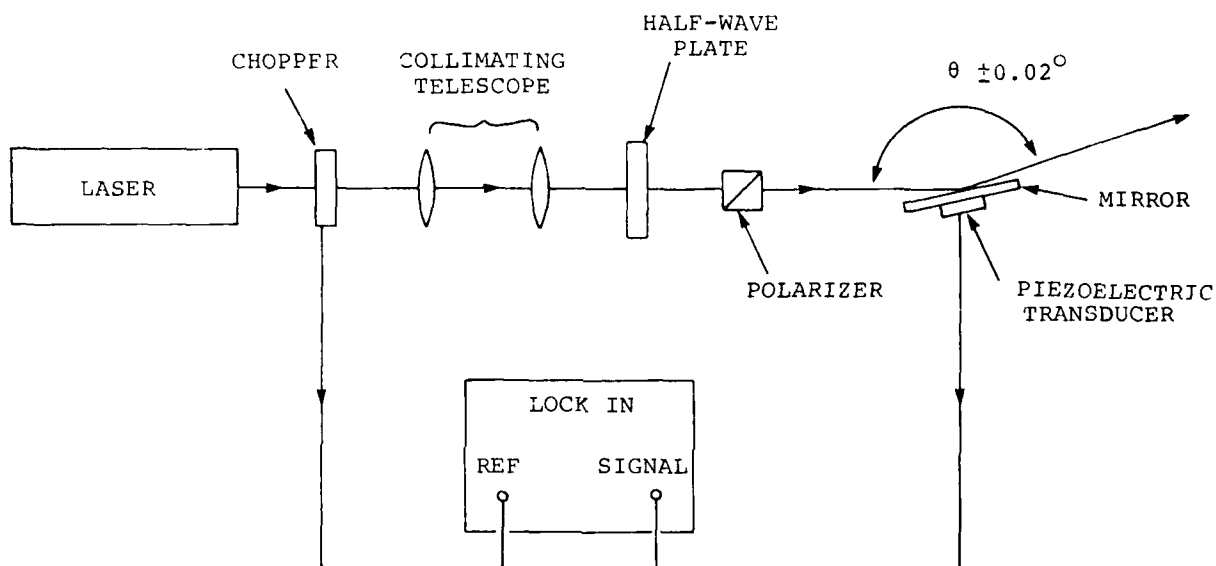 HALF-WAVE
PLATE
CHOPPER
COLLIMATING
TELESCOPE
θ ±0.02°
LASER
MIRROR
POLARIZER
PIEZOELECTRIC
TRANSDUCER
LOCK IN
REF
SIGNAL